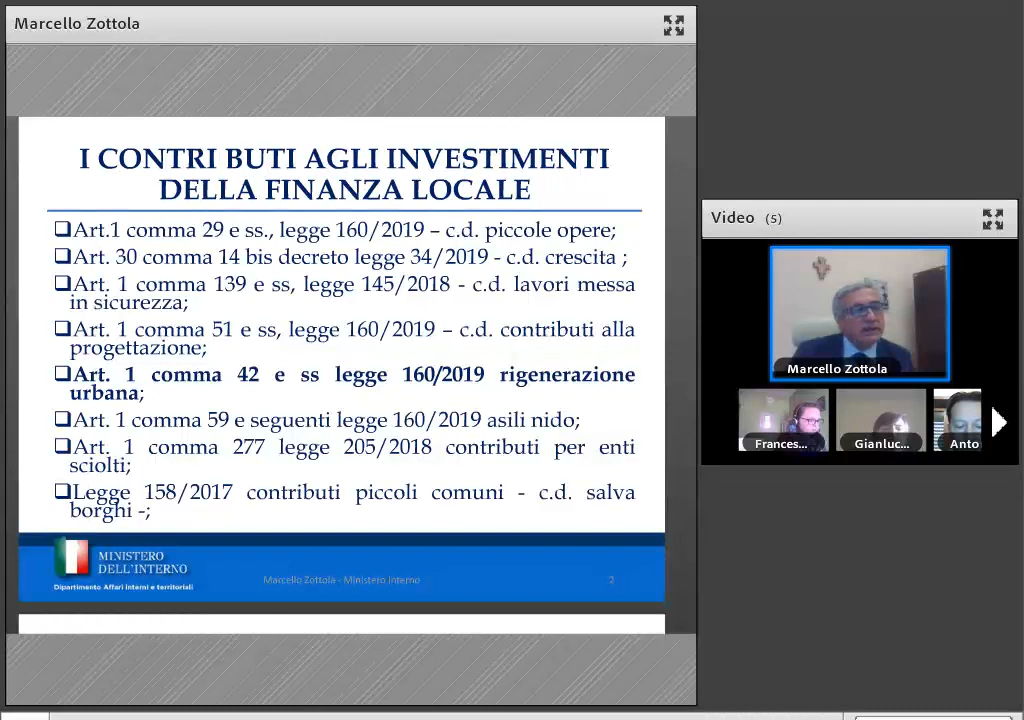 Marcello Zottola
I CONTRI BUTI AGLI INVESTIMENTI
DELLA FINANZA LOCALE
❑Art.1 comma 29 e ss., legge 160/2019 – c.d. piccole opere;
❑Art. 30 comma 14 bis decreto legge 34/2019 - c.d. crescita ;
❑Art. 1 comma 139 e ss, legge 145/2018 - c.d. lavori messa
in sicurezza;
❑Art. 1 comma 51 e ss, legge 160/2019 – c.d. contributi alla
progettazione;
❑Art. 1 comma 42 e ss legge 160/2019 rigenerazione
urbana;
❑Art. 1 comma 59 e seguenti legge 160/2019 asili nido;
❑Art. 1 comma 277 legge 205/2018 contributi per enti
sciolti;
❑Legge 158/2017 contributi piccoli comuni - c.d. salva
borghi -;
MINISTERO
DELL'INTERNO
Dipartimento Affari interni e territoriali
Marcello Zottola - Ministero Interno
2
Video (5)
Marcello Zottola
Frances...
Gianluc...
Anto